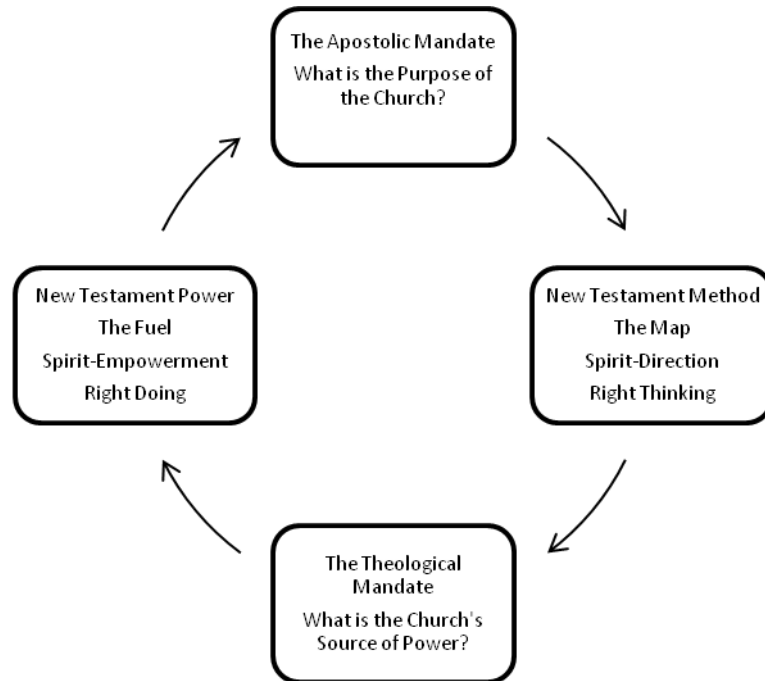 The Apostolic Mandate
What is the Purpose of
the Church?
New Testament Power
The Fuel
Spirit-Empowerment
Right Doing
New Testament Method
The Map
Spirit-Direction
Right Thinking
The Theological
Mandate
What is the Church's
Source of Power?